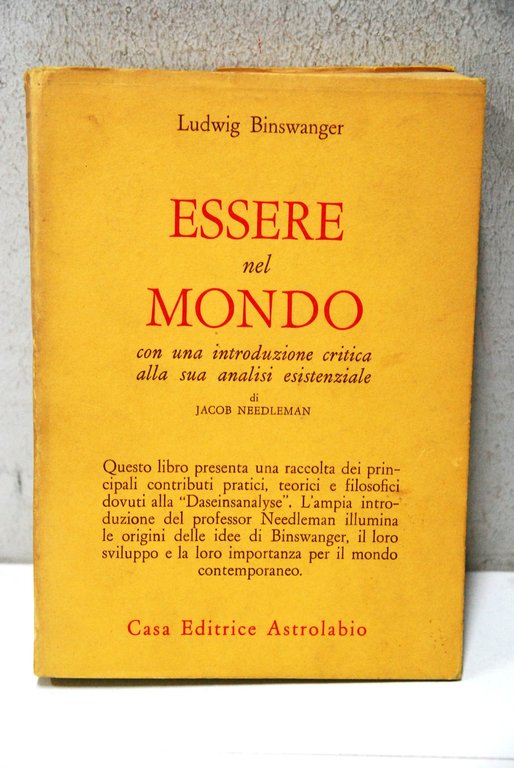 Ludwig Binswanger
ESSERE
nel
MONDO
con una introduzione critica
alla sua analisi esistenziale
di
JACOB NEEDLEMAN
Questo libro presenta una raccolta dei prin-
cipali contributi pratici, teorici e filosofici
dovuti alla "Daseinsanalyse". L'ampia intro-
duzione del professor Needleman illumina
le origini delle idee di Binswanger, il loro
sviluppo e la loro importanza per il mondo
contemporaneo.
Casa Editrice Astrolabio